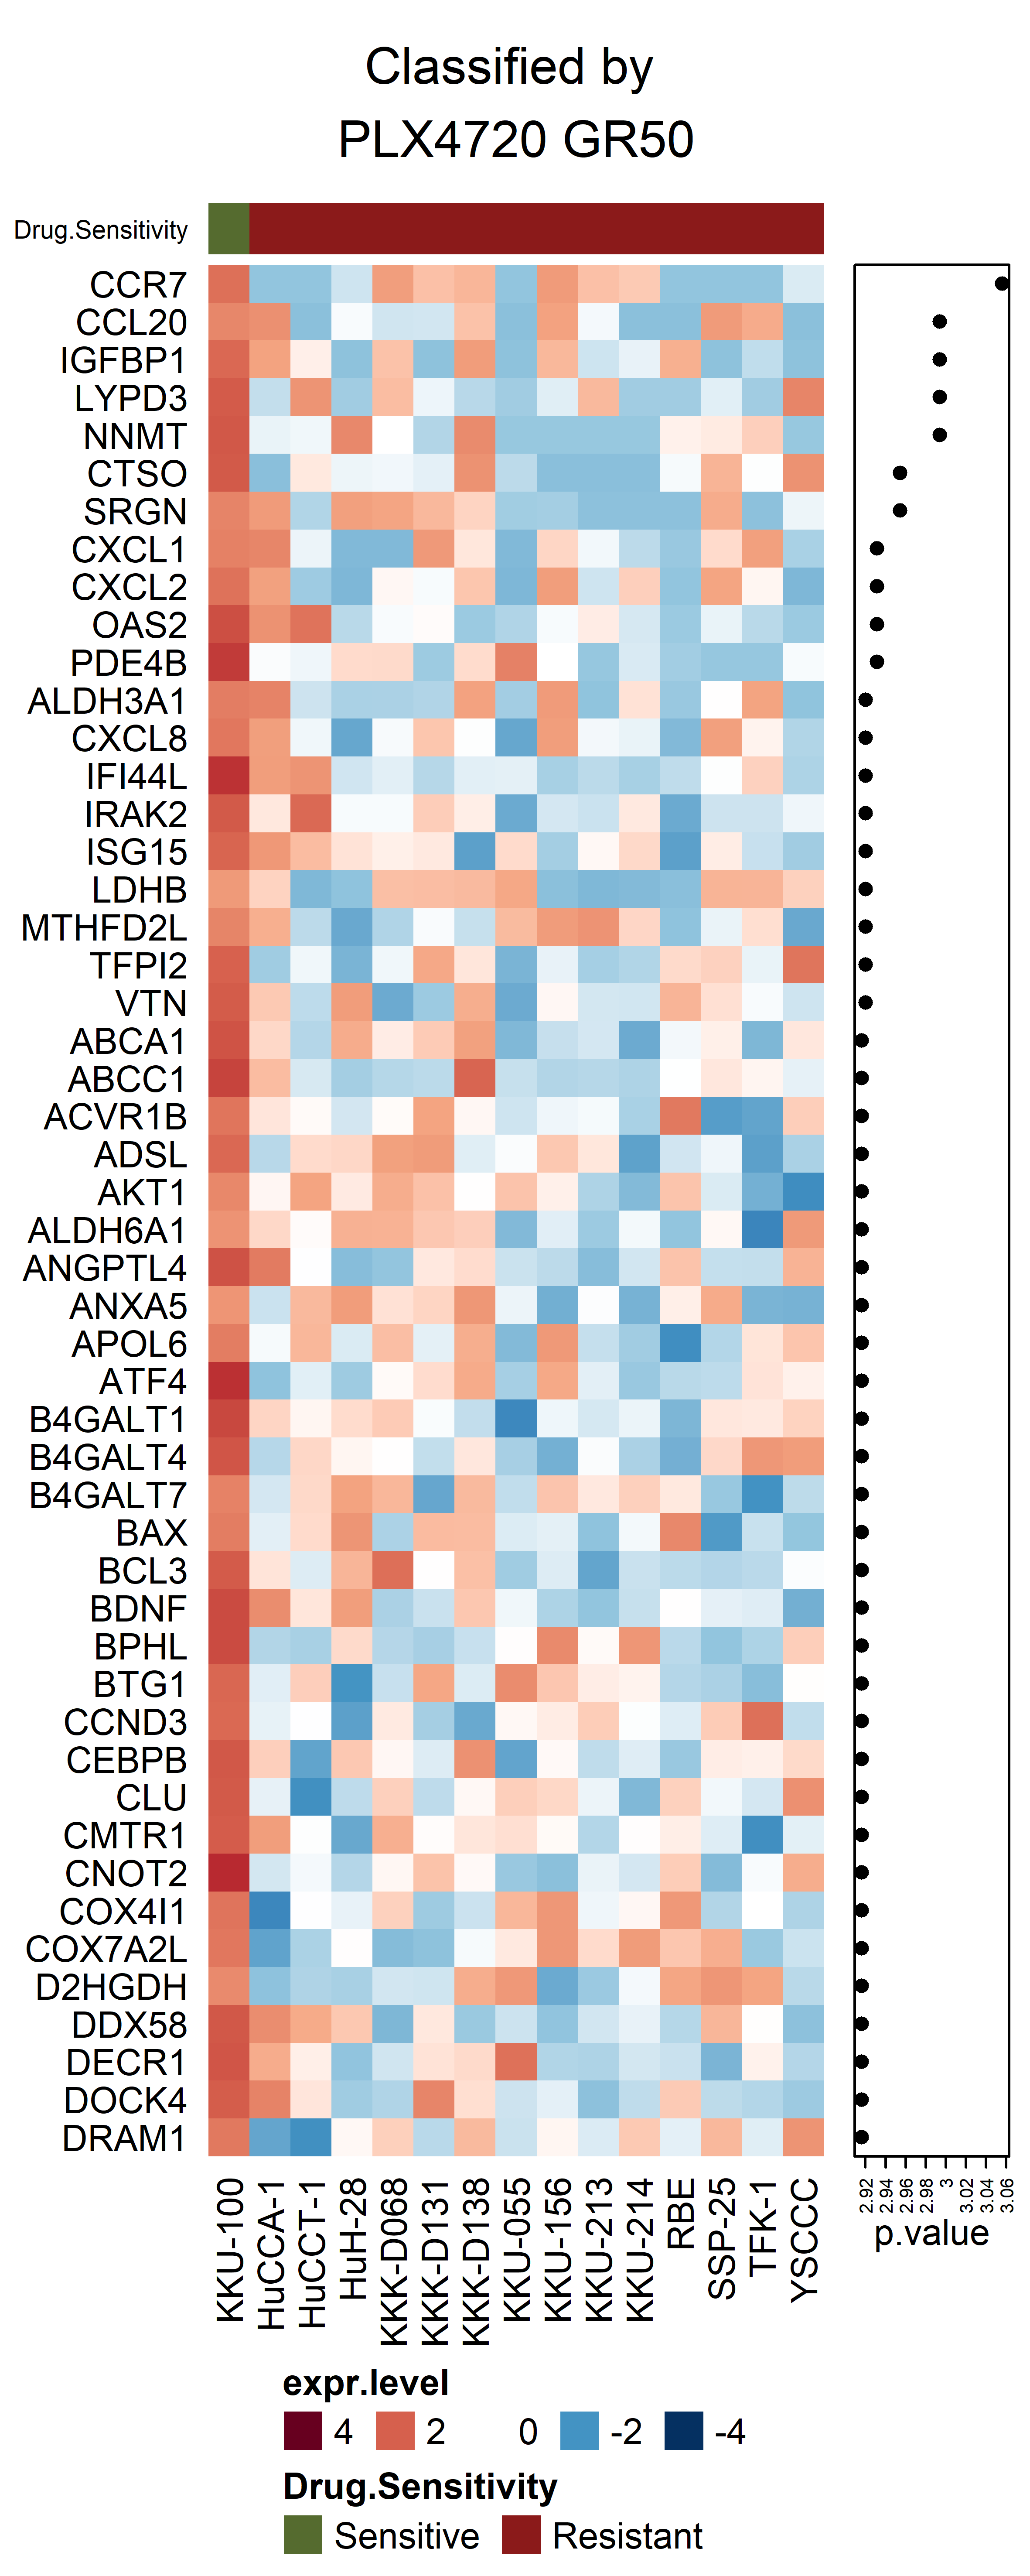 Classified by
PLX4720 GR50
Drug.Sensitivity
CCR7
CCL20
IGFBP1
LYPD3
NNMT
CTSO
SRGN
CXCL1
CXCL2
OAS2
PDE4B
ALDH3A1
CXCL8
IFI44L
IRAK2
ISG15
LDHB
MTHFD2L
TFPI2
VTN
ABCA1
ABCC1
ACVR1B
ADSL
AKT1
ALDH6A1
ANGPTL4
ANXA5
APOL6
ATF4
B4GALT1
B4GALT4
B4GALT7
BAX
BCL3
BDNF
BPHL
BTG1
CCND3
CEBPB
CLU
CMTR1
CNOT2
COX4I1
COX7A2L
D2HGDH
DDX58
DECR1
DOCK4
DRAM1
KKU-100
HuCCA-1
HuCCT-1
HuH-28
KKK-D068
KKK-D131
KKK-D138
KKU-055
KKU-156
KKU-213
KKU-214
RBE
SSP-25
TFK-1
YSCCC
2.92
2.94
2.96
2.98
3
3.02
3.04
3.06
p.value
expr.level
4 2 0 -2 -4
Drug.Sensitivity
Sensitive Resistant